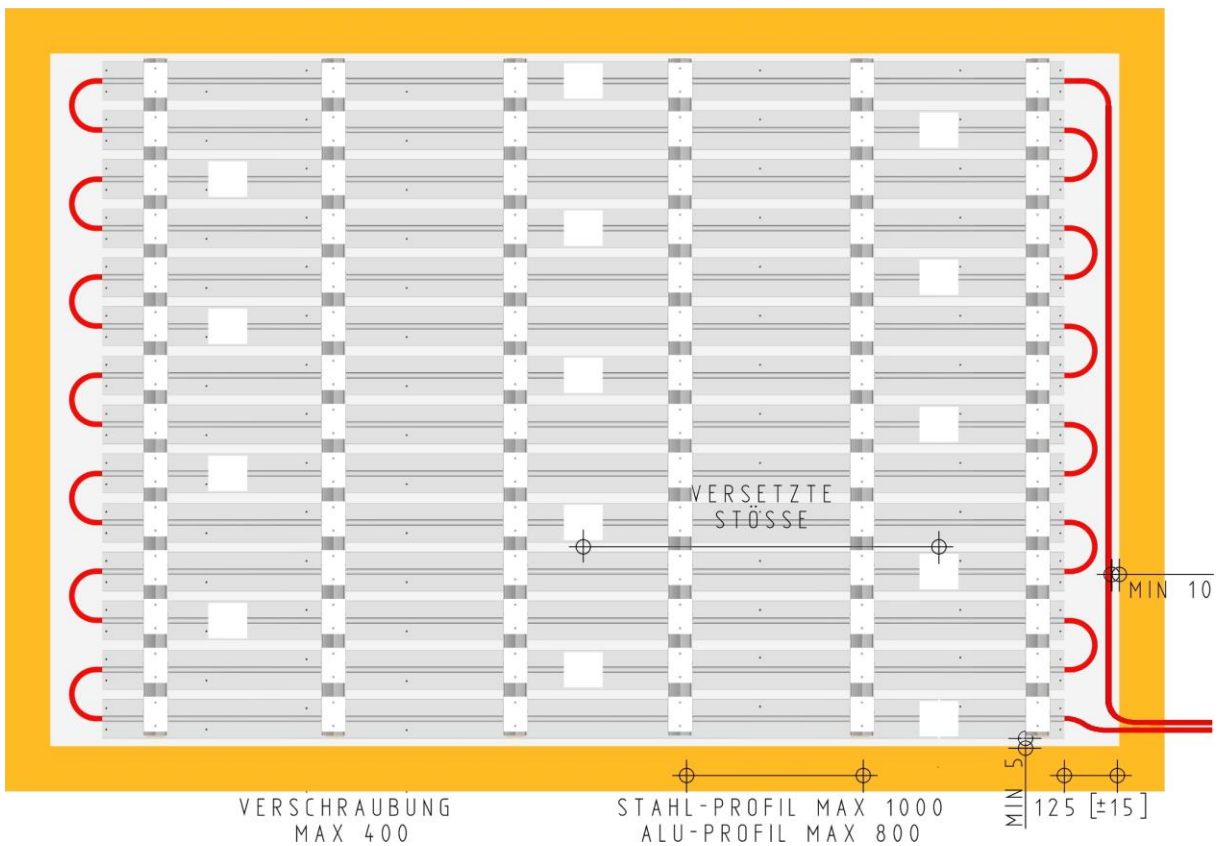 VERSETZTE
STÖSSE
MIN 10
MIN 5
VERSCHRAUBUNG
MAX 400
STAHL-PROFIL MAX 1000
ALU-PROFIL MAX 800
125 [±15]